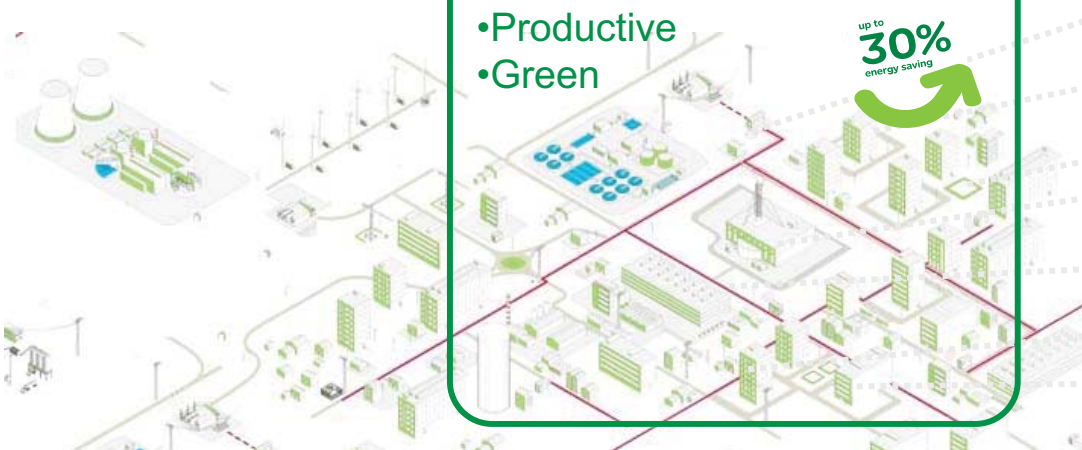 •Productive
•Green
up to
30%
energy saving